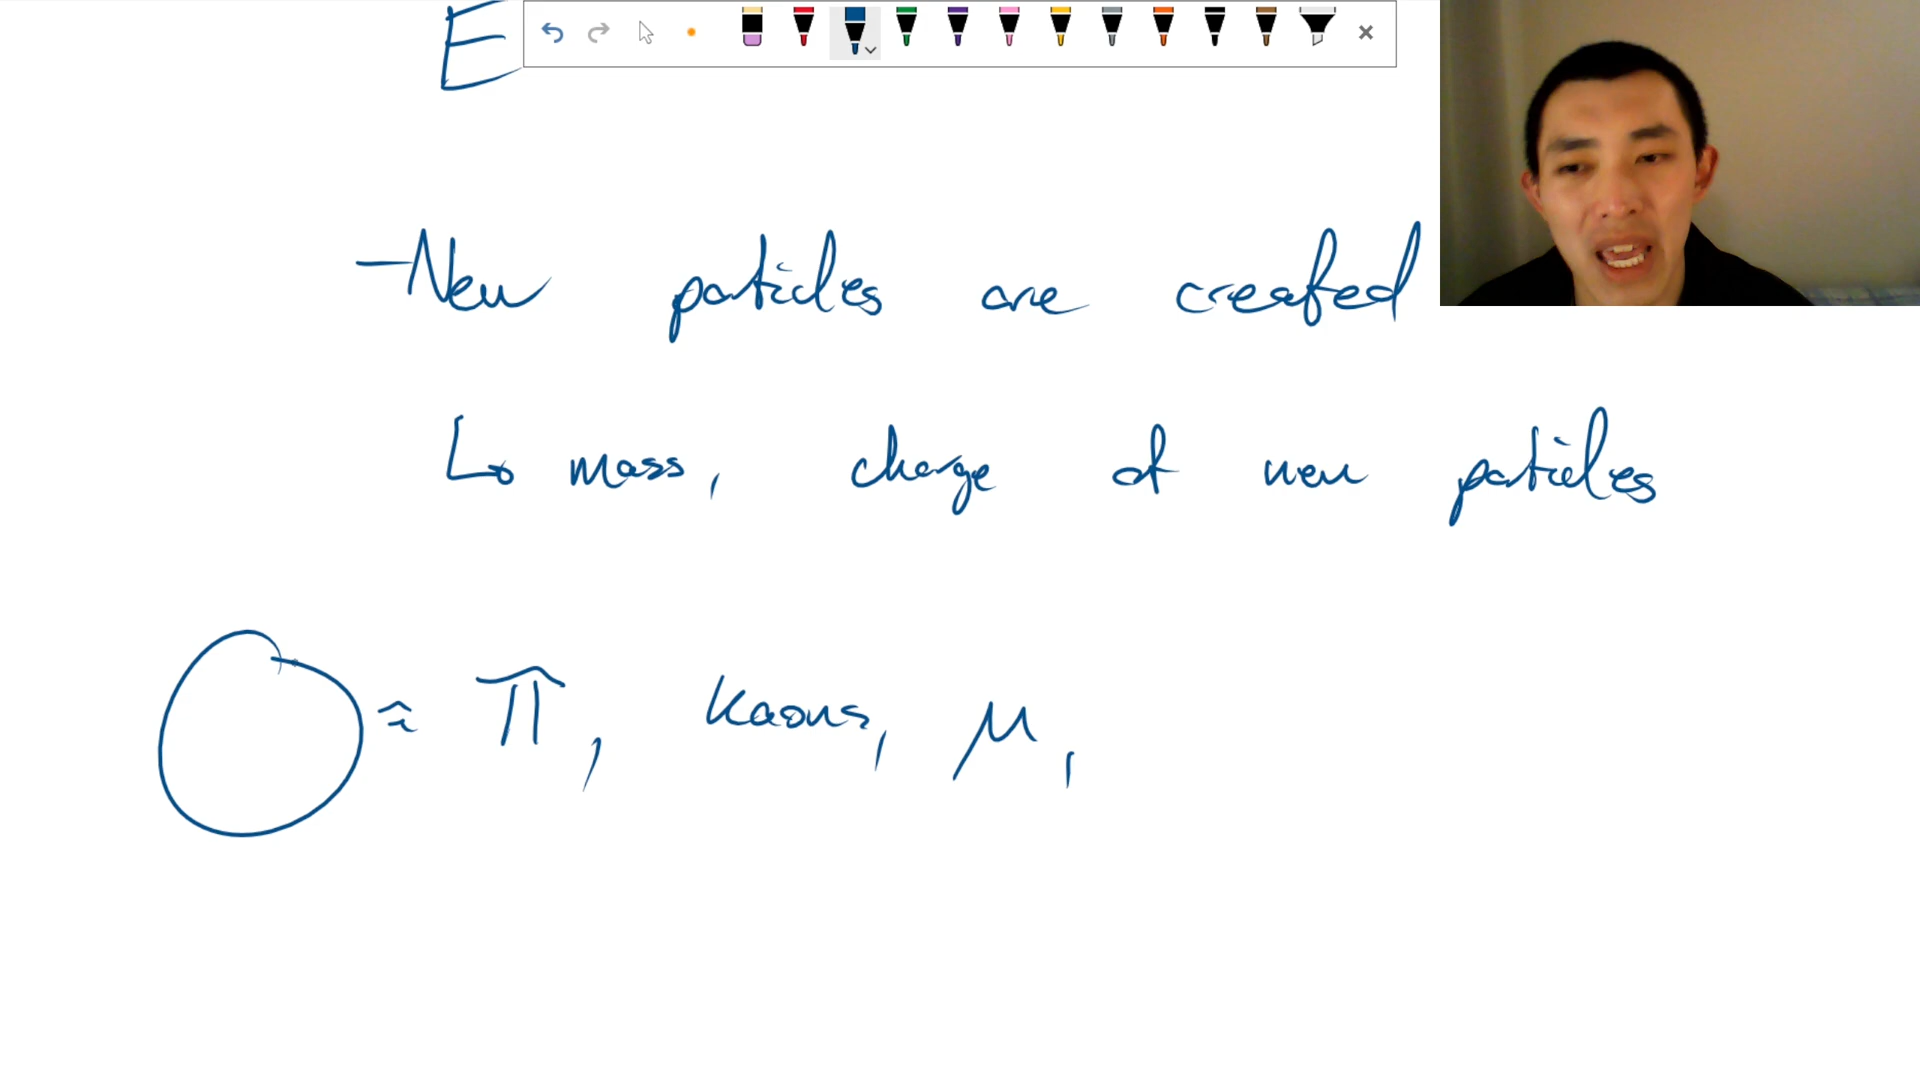 E
- New particles are created
↳ mass, charge of new particles
≈ π, kaons, μ,